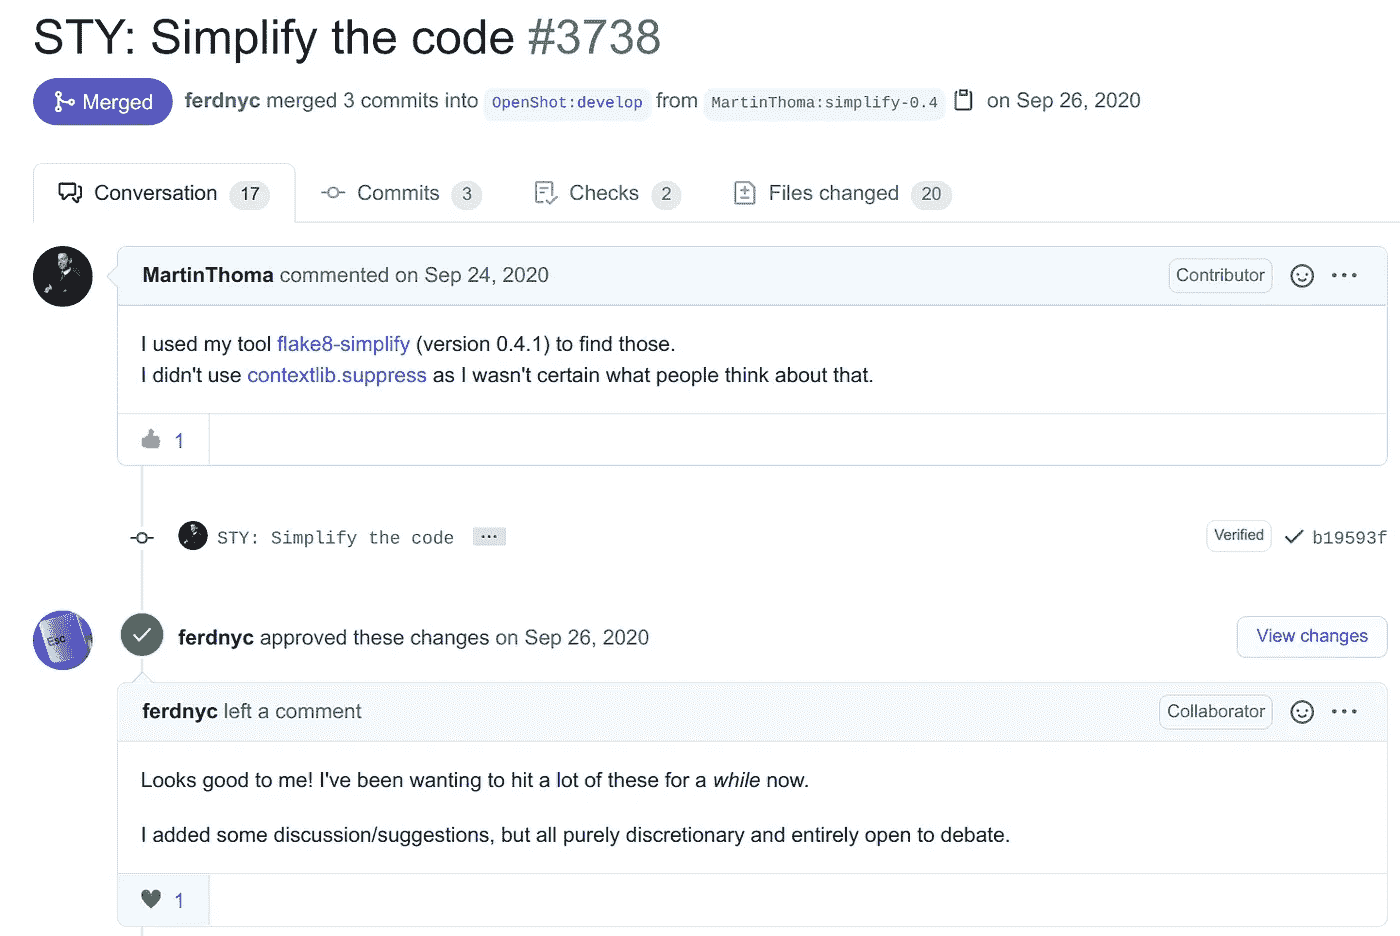 STY: Simplify the code #3738
Merged ferdnyc merged 3 commits into OpenShot:develop from MartinThoma:simplify-0.4 on Sep 26, 2020
Conversation 17 Commits 3 Checks 2 Files changed 20
MartinThoma commented on Sep 24, 2020 Contributor
I used my tool flake8-simplify (version 0.4.1) to find those.
I didn't use contextlib.suppress as I wasn't certain what people think about that.
1
STY: Simplify the code ... Verified b19593f
Esc
ferdnyc approved these changes on Sep 26, 2020 View changes
ferdnyc left a comment Collaborator
Looks good to me! I've been wanting to hit a lot of these for a while now.
I added some discussion/suggestions, but all purely discretionary and entirely open to debate.
1